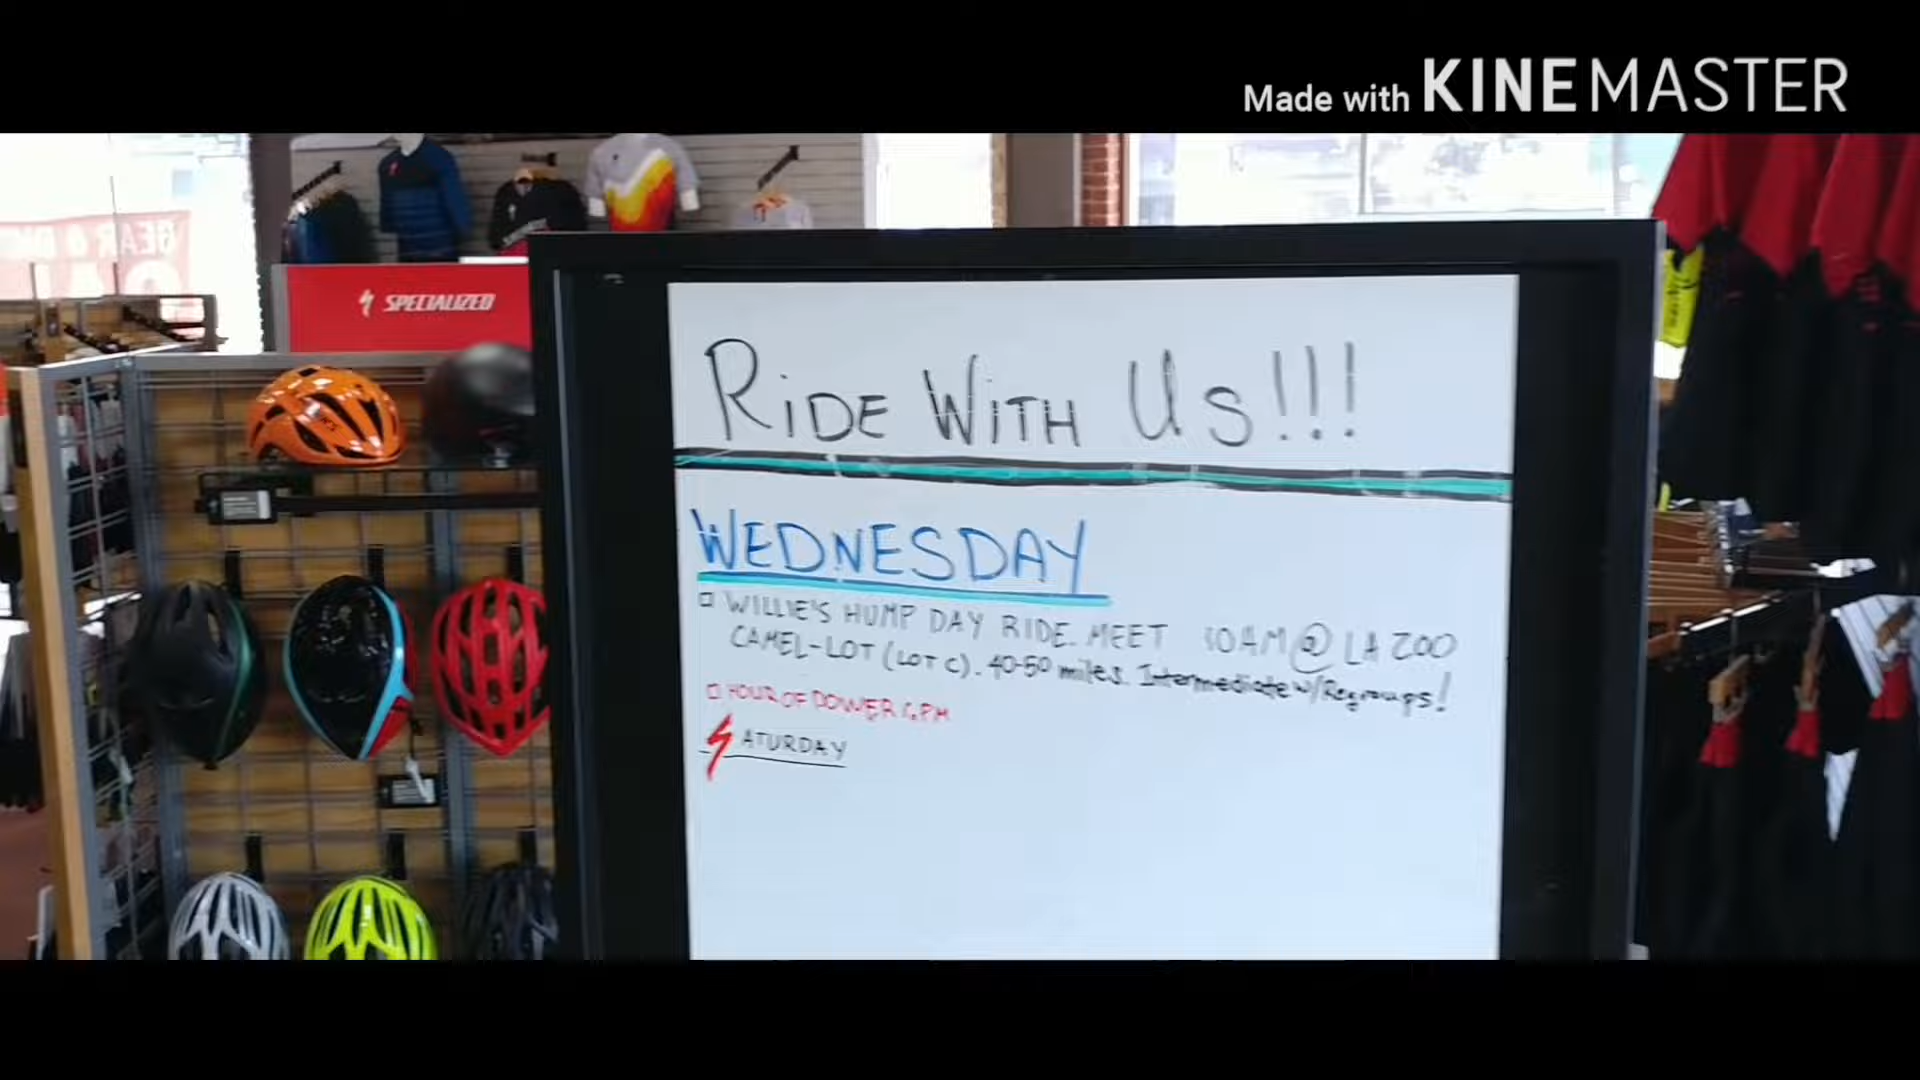 Made with KINEMASTER
SPECIALIZED
RIDE WITH US!!!
WEDNESDAY
WILLIE'S HUMP DAY RIDE. MEET @ LA ZOO
CAMEL-LOT (LOT C). 40-50 miles. Intermediate w/Regroups!
HOUR OF POWER 6PM
SATURDAY